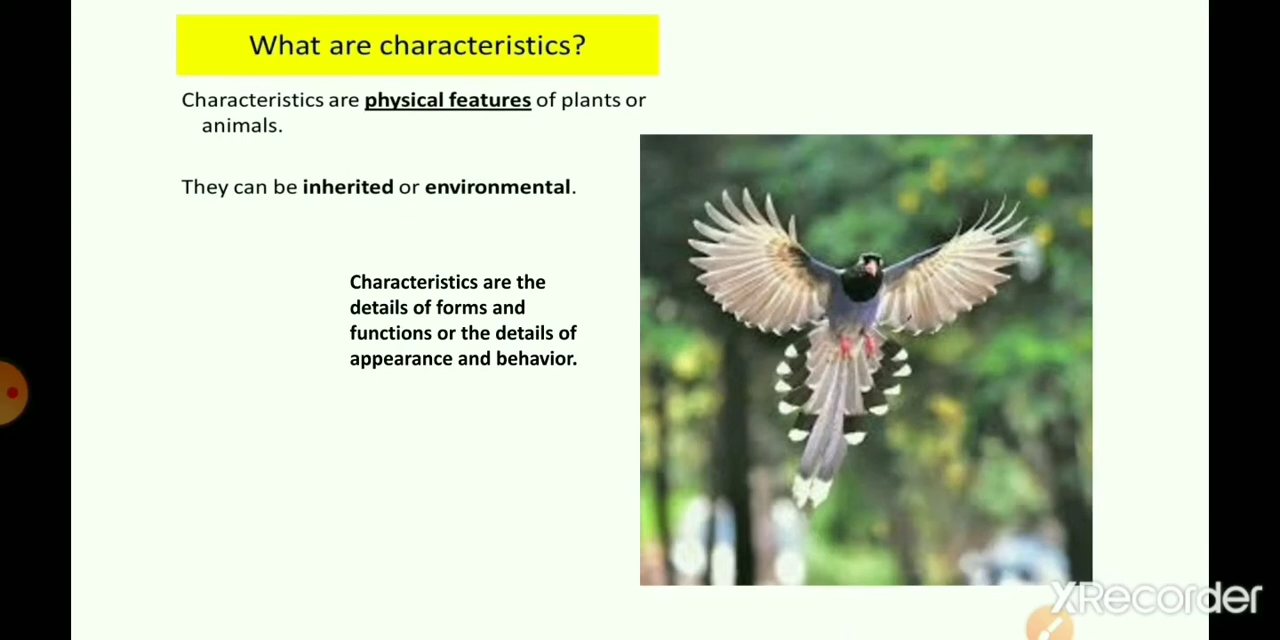 What are characteristics?
Characteristics are physical features of plants or
animals.
They can be inherited or environmental.
Characteristics are the
details of forms and
functions or the details of
appearance and behavior.
XRecorder